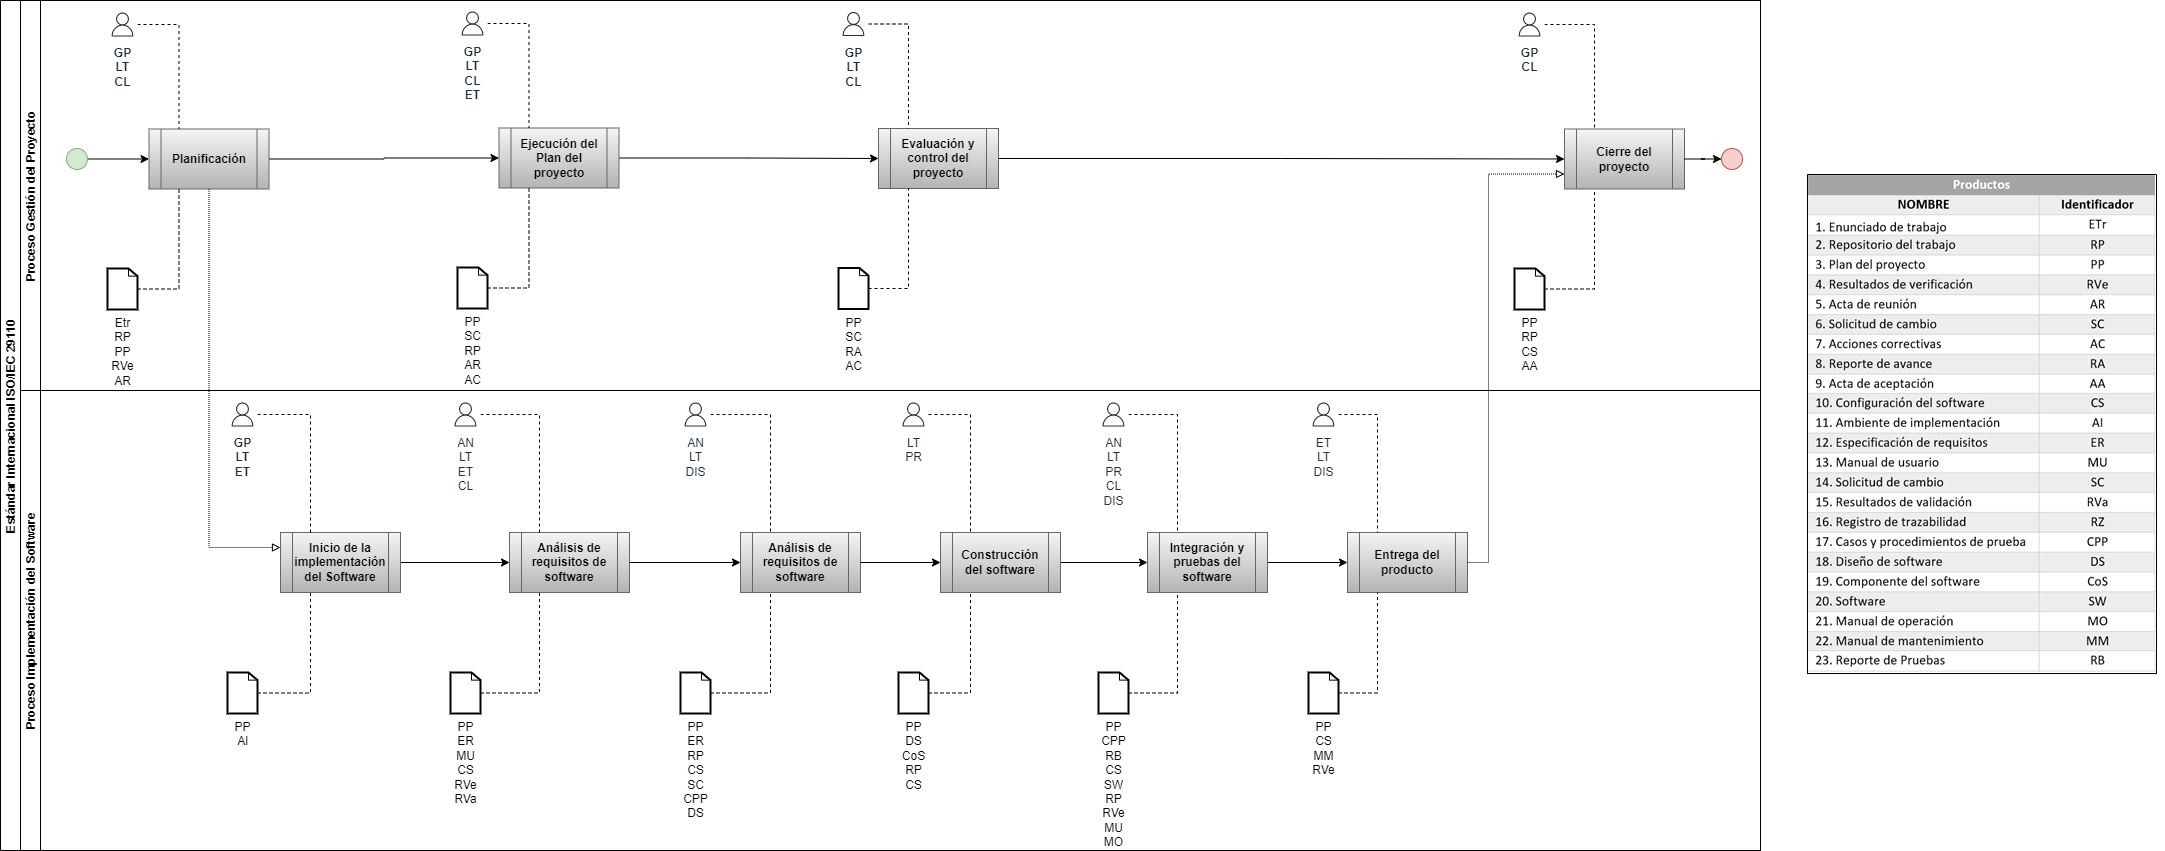 Estándar Internacional ISO/IEC 29110
Proceso Gestión del Proyecto
GP
LT
CL
Planificación
Etr
RP
PP
RVe
AR
GP
LT
CL
ET
Ejecución del
Plan del
proyecto
PP
SC
RP
AR
AC
GP
LT
CL
Evaluación y
control del
proyecto
PP
SC
RA
AC
GP
CL
Cierre del
proyecto
PP
RP
CS
AA
Proceso Implementación del Software
GP
LT
ET
Inicio de la
implementación
del Software
PP
AI
AN
LT
ET
CL
Análisis de
requisitos de
software
PP
ER
MU
CS
RVe
RVa
AN
LT
DIS
Análisis de
requisitos de
software
PP
ER
RP
CS
SC
CPP
DS
LT
PR
Construcción
del software
PP
DS
CoS
RP
CS
AN
LT
PR
CL
DIS
Integración y
pruebas del
software
PP
CPP
RB
CS
SW
RP
RVe
MU
MO
ET
LT
DIS
Entrega del
producto
PP
CS
MM
RVe
Productos
NOMBRE Identificador
1. Enunciado de trabajo ETr
2. Repositorio del trabajo RP
3. Plan del proyecto PP
4. Resultados de verificación RVe
5. Acta de reunión AR
6. Solicitud de cambio SC
7. Acciones correctivas AC
8. Reporte de avance RA
9. Acta de aceptación AA
10. Configuración del software CS
11. Ambiente de implementación AI
12. Especificación de requisitos ER
13. Manual de usuario MU
14. Solicitud de cambio SC
15. Resultados de validación RVa
16. Registro de trazabilidad RZ
17. Casos y procedimientos de prueba CPP
18. Diseño de software DS
19. Componente del software CoS
20. Software SW
21. Manual de operación MO
22. Manual de mantenimiento MM
23. Reporte de Pruebas RB